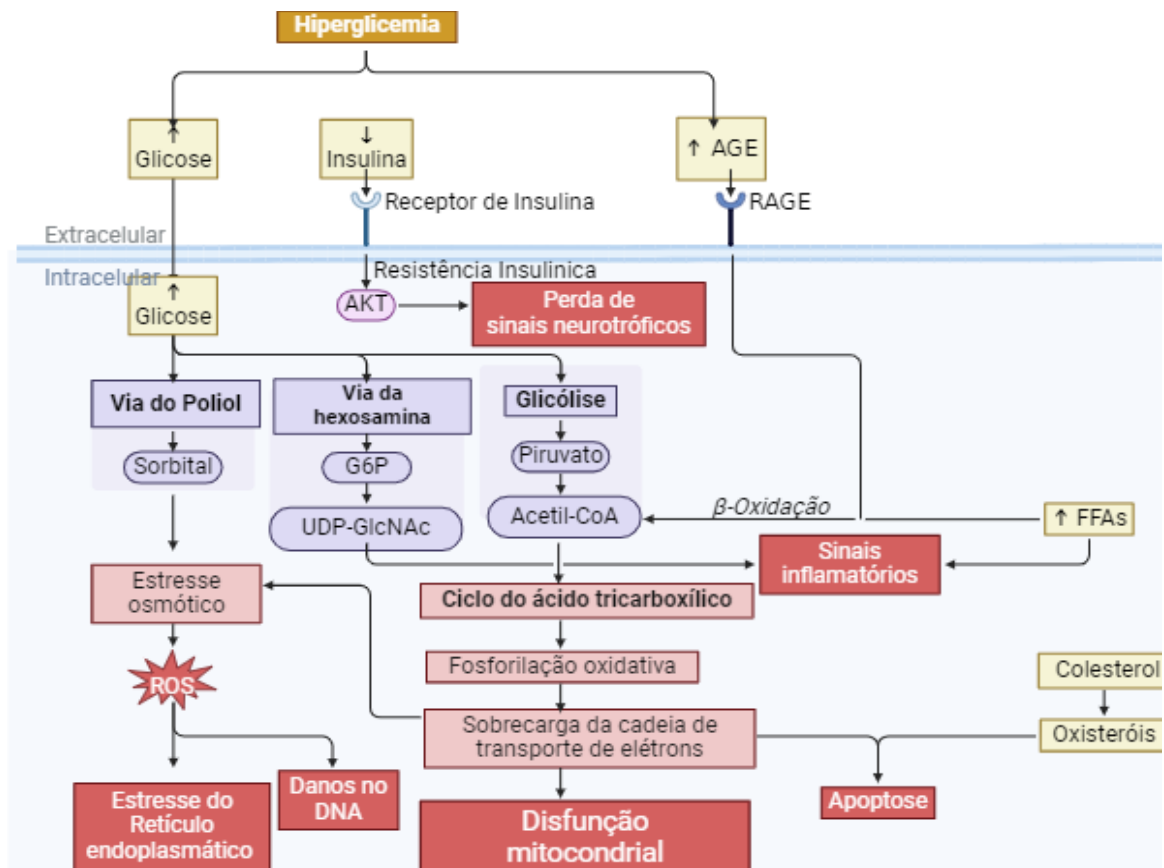 Hiperglicemia
↑
Glicose
↓
Insulina
↑ AGE
Receptor de Insulina
RAGE
Extracelular
Intracelular
Resistência Insulinica
↑
Glicose
AKT
Perda de
sinais neurotróficos
Via do Poliol
Via da
hexosamina
Glicólise
Sorbital
G6P
Piruvato
UDP-GlcNAc
Acetil-CoA
β-Oxidação
↑ FFAs
Sinais
inflamatórios
Estresse
osmótico
Ciclo do ácido tricarboxílico
ROS
Fosforilação oxidativa
Colesterol
Sobrecarga da cadeia de
transporte de elétrons
Oxisteróis
Estresse do
Retículo
endoplasmático
Danos no
DNA
Apoptose
Disfunção
mitocondrial